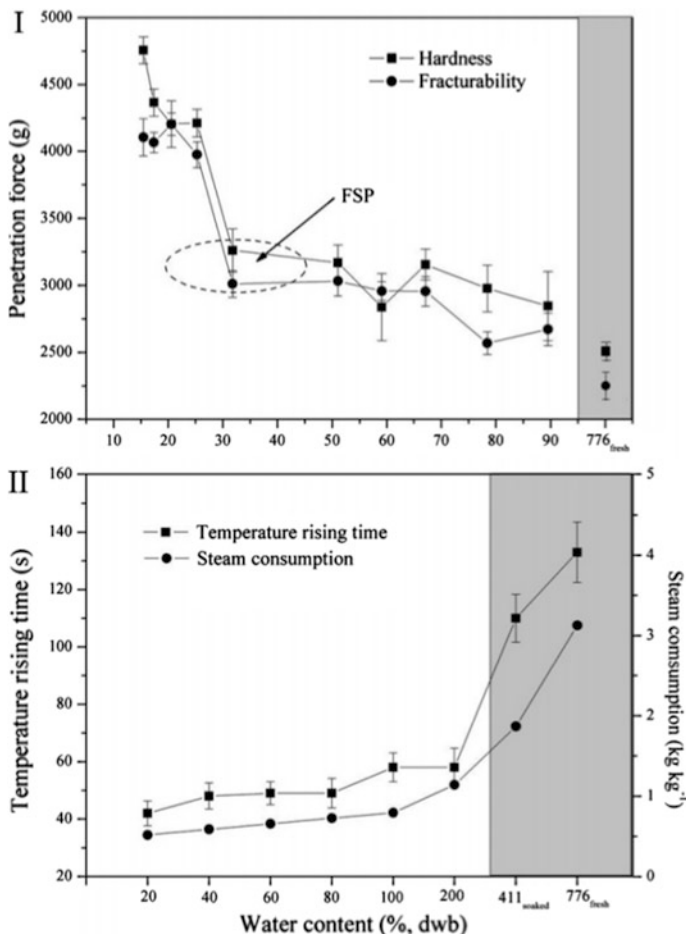 I
5000
4500
4000
3500
3000
2500
2000
Penetration force (g)
Hardness
Fracturability
FSP
10 20 30 40 50 60 70 80 90 776fresh
II
160
140
120
100
80
60
40
20
Temperature rising time (s)
Temperature rising time
Steam consumption
5
4
3
2
1
0
Steam comsumption (kg kg⁻¹)
20 40 60 80 100 200 411soaked 776fresh
Water content (%, dwb)